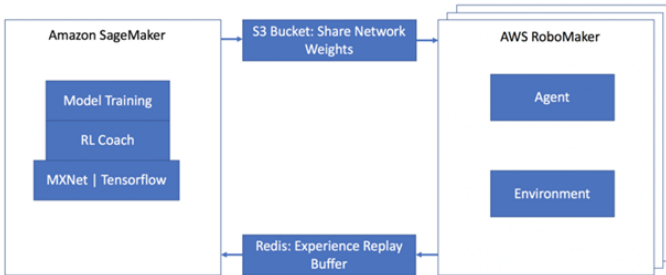 Amazon SageMaker
S3 Bucket: Share Network
Weights
AWS RoboMaker
Model Training
RL Coach
MXNet | Tensorflow
Agent
Environment
Redis: Experience Replay
Buffer